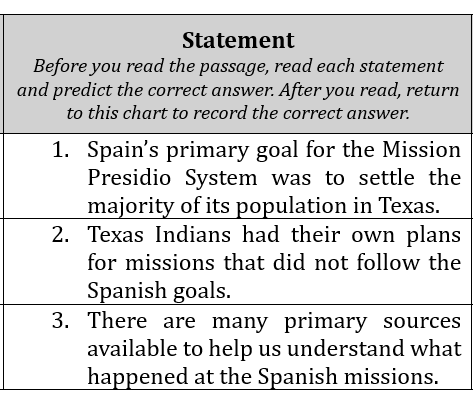 Statement
Before you read the passage, read each statement
and predict the correct answer. After you read, return
to this chart to record the correct answer.
1. Spain’s primary goal for the Mission
Presidio System was to settle the
majority of its population in Texas.
2. Texas Indians had their own plans
for missions that did not follow the
Spanish goals.
3. There are many primary sources
available to help us understand what
happened at the Spanish missions.